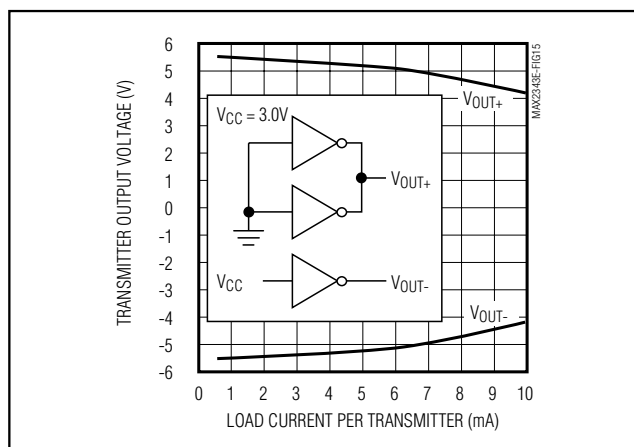 TRANSMITTER OUTPUT VOLTAGE (V)
6
5
4
3
2
1
0
-1
-2
-3
-4
-5
-6
VCC = 3.0V
VOUT+
VCC
VOUT-
VOUT+
VOUT-
MAX2343E-FIG15
0 1 2 3 4 5 6 7 8 9 10
LOAD CURRENT PER TRANSMITTER (mA)